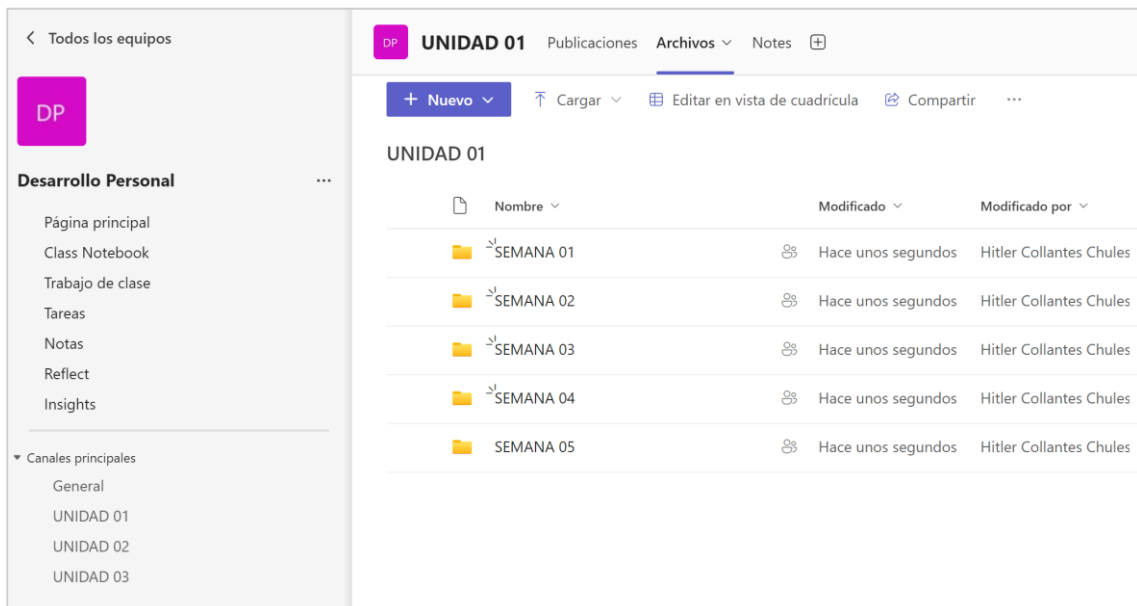 Todos los equipos
DP
Desarrollo Personal
Página principal
Class Notebook
Trabajo de clase
Tareas
Notas
Reflect
Insights
Canales principales
General
UNIDAD 01
UNIDAD 02
UNIDAD 03
DP UNIDAD 01 Publicaciones Archivos Notes
+ Nuevo Cargar Editar en vista de cuadrícula Compartir ...
UNIDAD 01
Nombre Modificado Modificado por
SEMANA 01 Hace unos segundos Hitler Collantes Chules
SEMANA 02 Hace unos segundos Hitler Collantes Chules
SEMANA 03 Hace unos segundos Hitler Collantes Chules
SEMANA 04 Hace unos segundos Hitler Collantes Chules
SEMANA 05 Hace unos segundos Hitler Collantes Chules